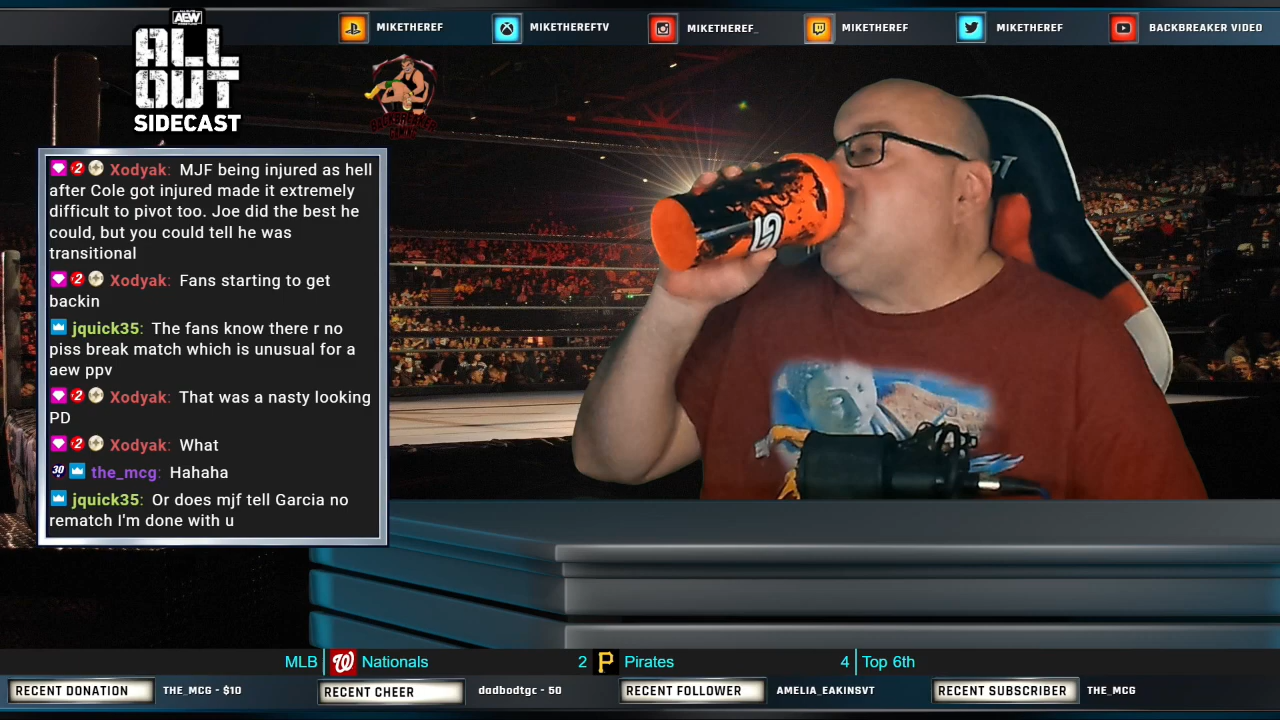 MIKETHEREF
MIKETHEREFTV
MIKETHEREF_
MIKETHEREF
MIKETHEREF
BACKBREAKER VIDEO
AEW
ALL
OUT
SIDECAST
Xodyak: MJF being injured as hell
after Cole got injured made it extremely
difficult to pivot too. Joe did the best he
could, but you could tell he was
transitional
Xodyak: Fans starting to get
backin
jquick35: The fans know there r no
piss break match which is unusual for a
aew ppv
Xodyak: That was a nasty looking
PD
Xodyak: What
30 the_mcg: Hahaha
jquick35: Or does mjf tell Garcia no
rematch I'm done with u
MLB Nationals 2 Pirates 4 Top 6th
RECENT DONATION THE_MCG - $10
RECENT CHEER dadbodtgc - 50
RECENT FOLLOWER AMELIA_EAKINSVT
RECENT SUBSCRIBER THE_MCG